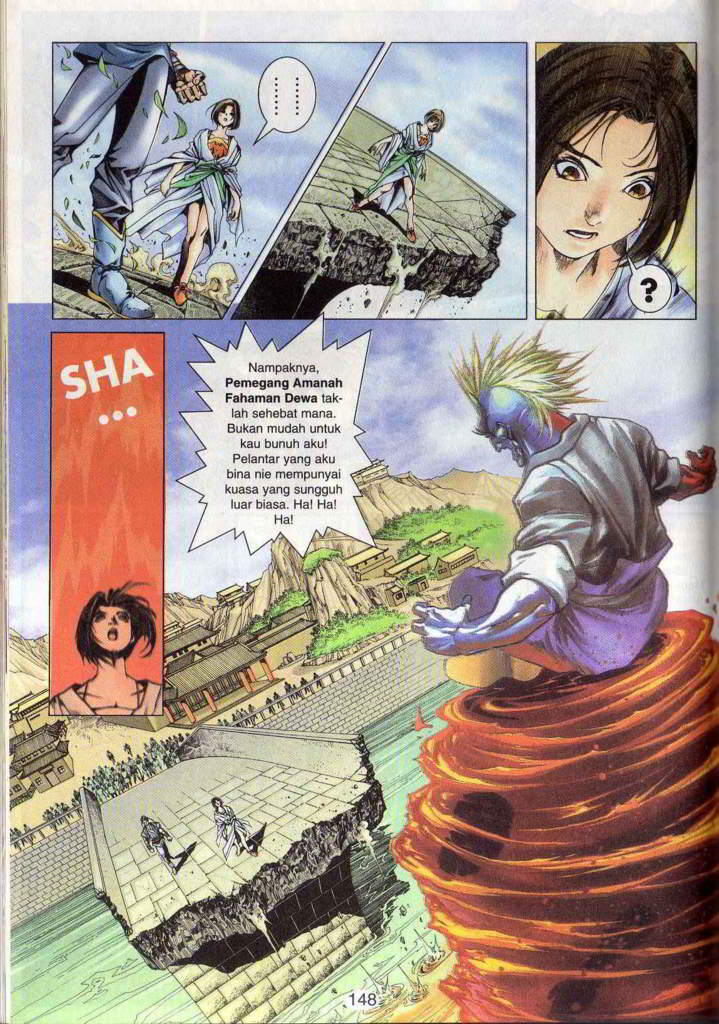 ......
......
?
SHA
...
Nampaknya,
Pemegang Amanah
Fahaman Dewa tak-
lah sehebat mana.
Bukan mudah untuk
kau bunuh aku!
Pelantar yang aku
bina nie mempunyai
kuasa yang sungguh
luar biasa. Ha! Ha!
Ha!
148